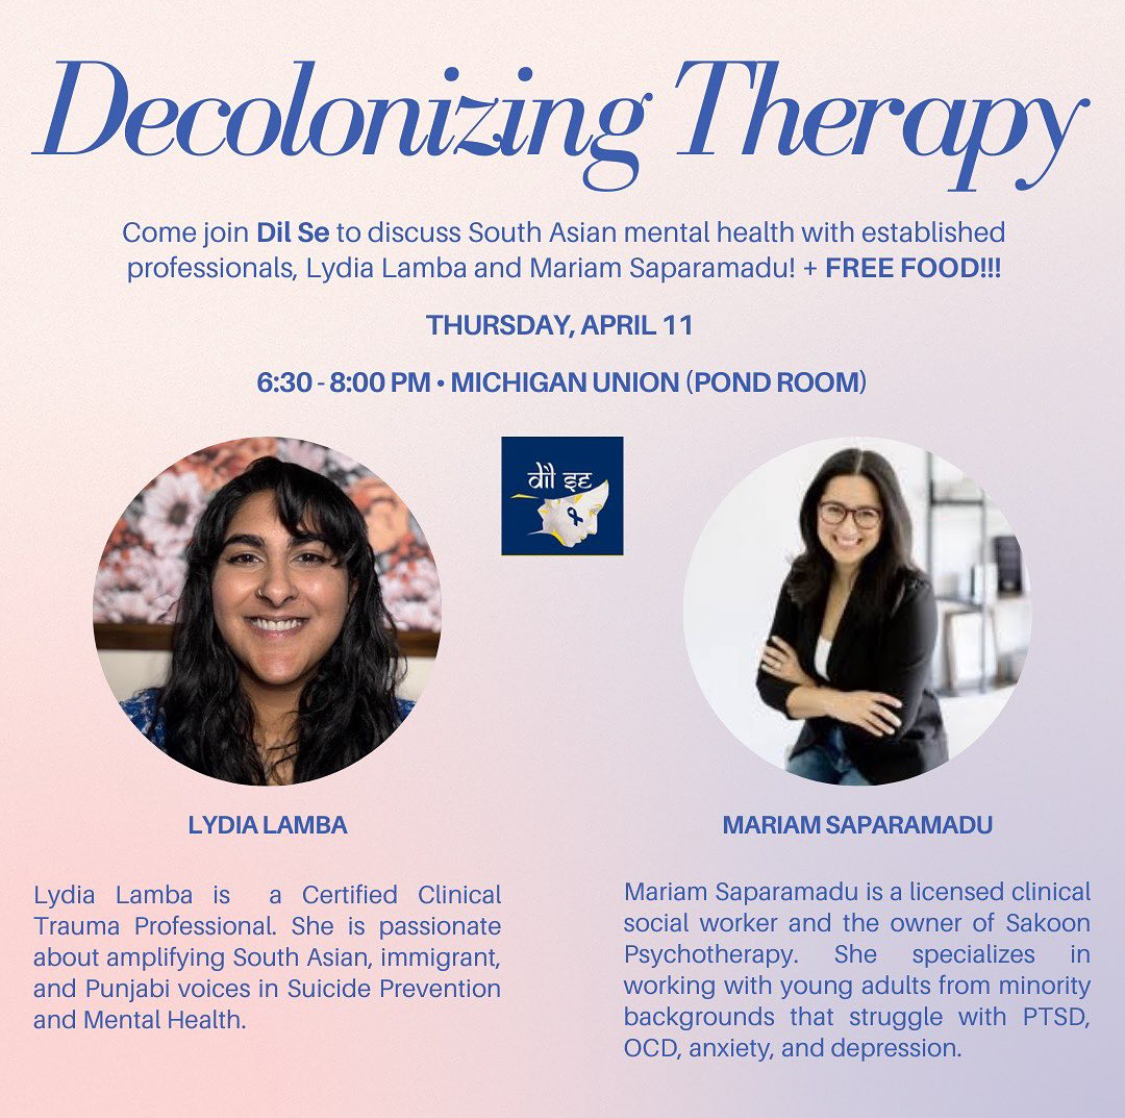 Decolonizing Therapy
Come join Dil Se to discuss South Asian mental health with established
professionals, Lydia Lamba and Mariam Saparamadu! + FREE FOOD!!!
THURSDAY, APRIL 11
6:30 - 8:00 PM • MICHIGAN UNION (POND ROOM)
dil se
LYDIA LAMBA
Lydia Lamba is a Certified Clinical
Trauma Professional. She is passionate
about amplifying South Asian, immigrant,
and Punjabi voices in Suicide Prevention
and Mental Health.
MARIAM SAPARAMADU
Mariam Saparamadu is a licensed clinical
social worker and the owner of Sakoon
Psychotherapy. She specializes in
working with young adults from minority
backgrounds that struggle with PTSD,
OCD, anxiety, and depression.